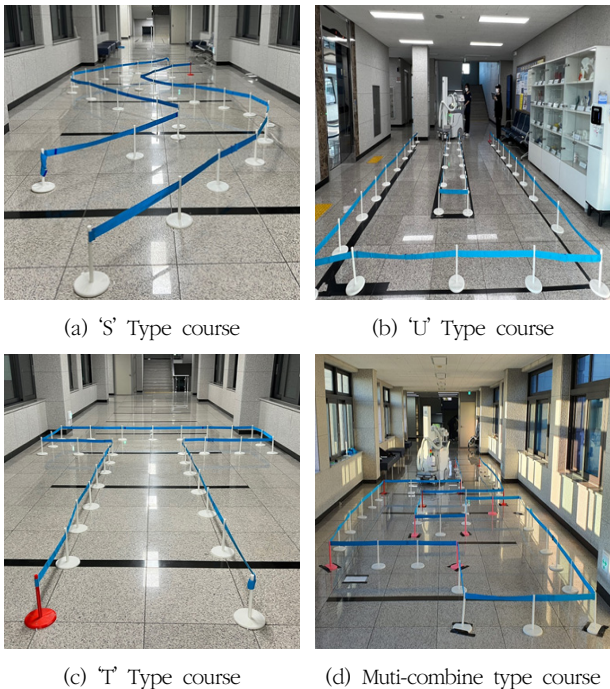 (a) ‘S’ Type course
(b) ‘U’ Type course
(c) ‘T’ Type course
(d) Muti-combine type course